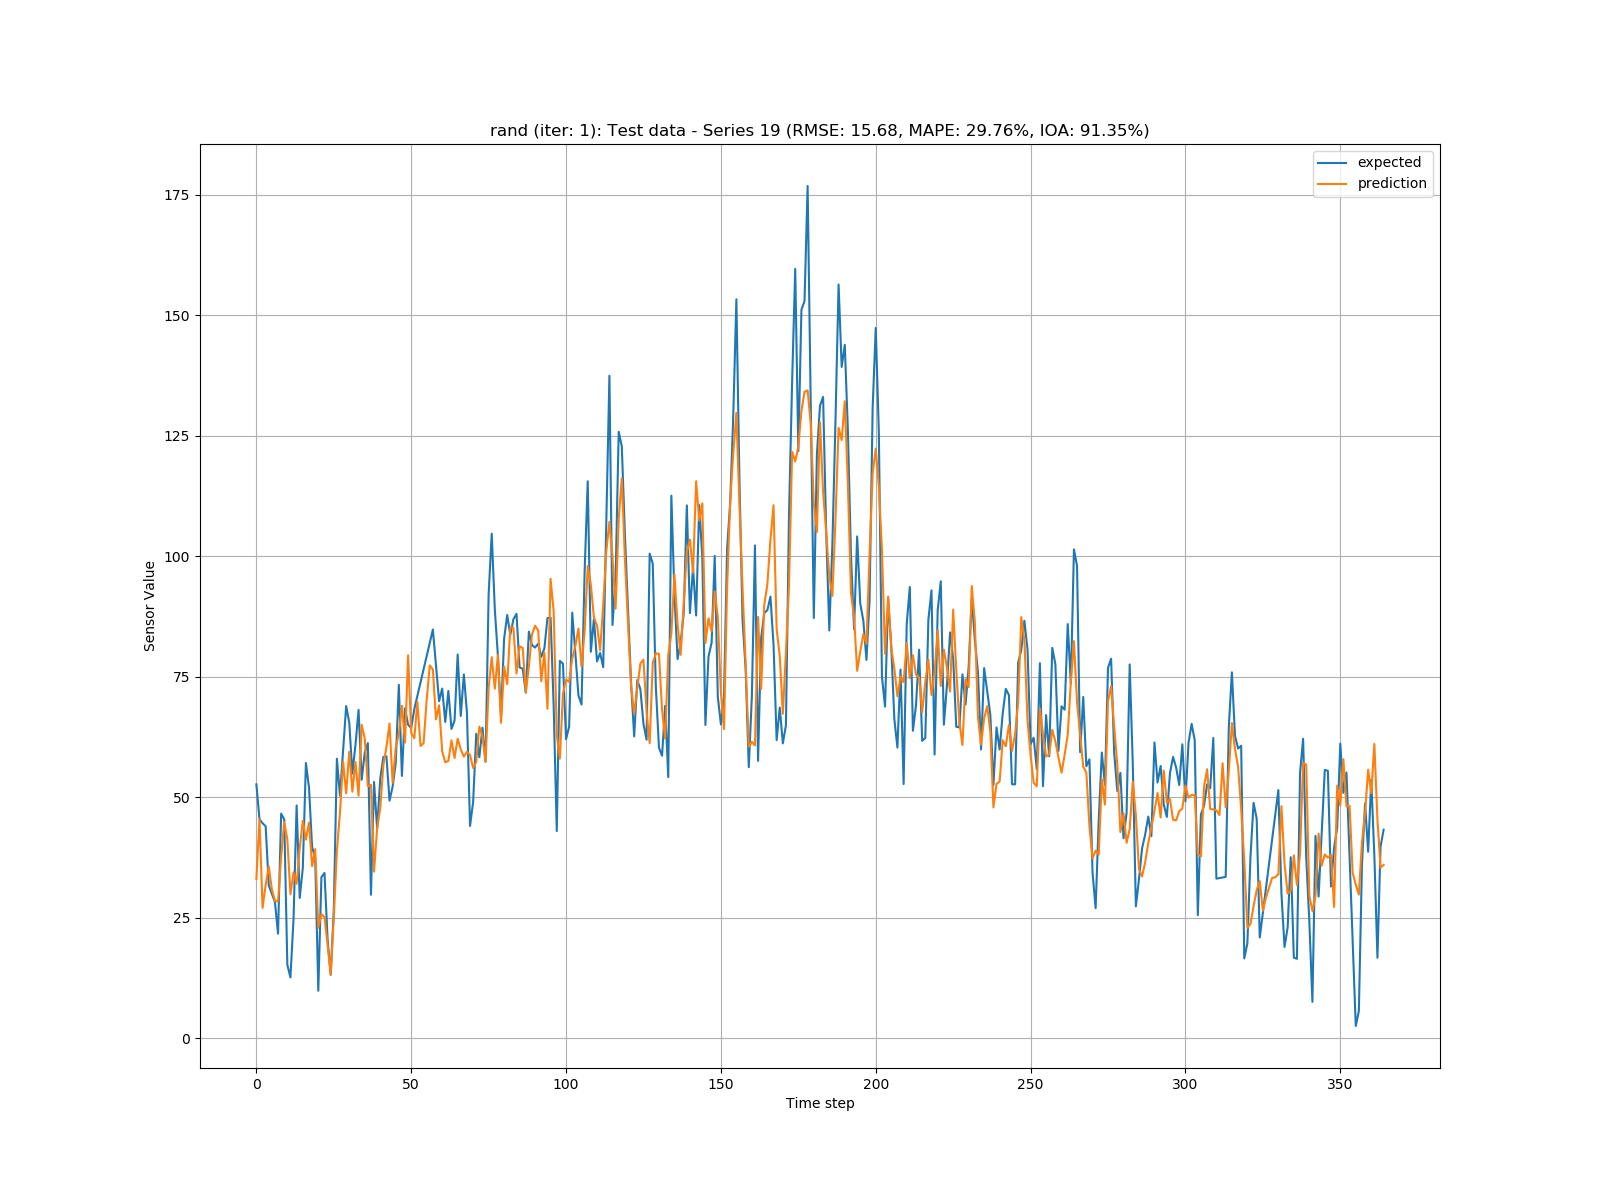 rand (iter: 1): Test data - Series 19 (RMSE: 15.68, MAPE: 29.76%, IOA: 91.35%)
expected
prediction
175
150
125
100
75
50
25
0
Sensor Value
0 50 100 150 200 250 300 350
Time step